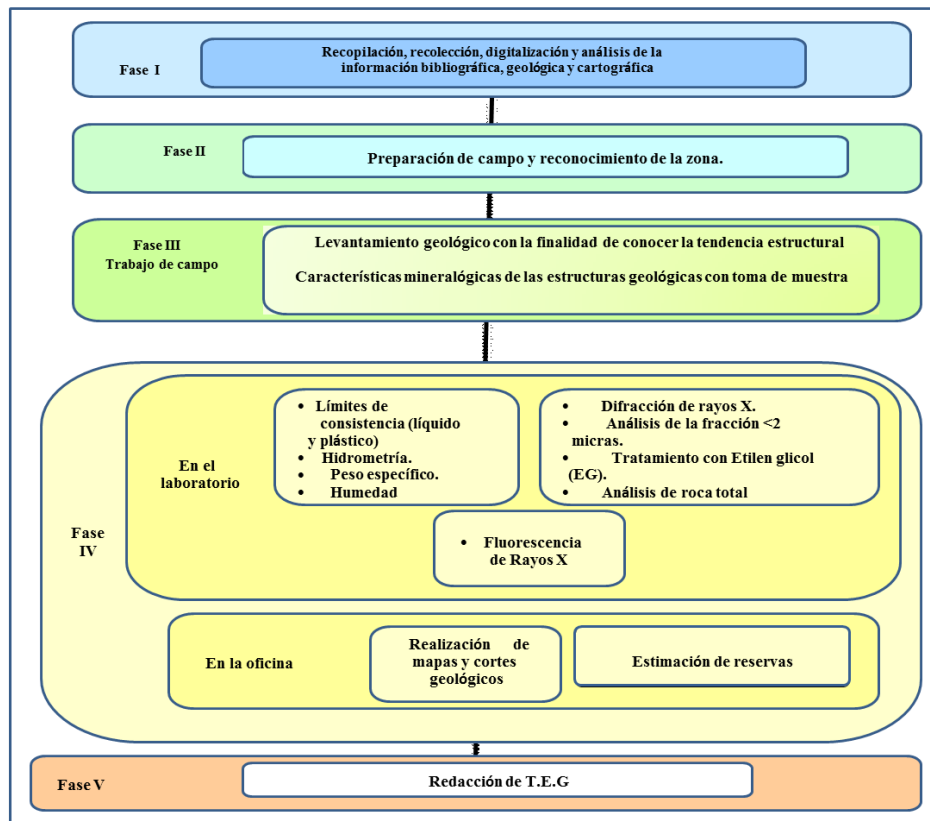 Fase I
Recopilación, recolección, digitalización y análisis de la
información bibliográfica, geológica y cartográfica
Fase II
Preparación de campo y reconocimiento de la zona.
Fase III
Trabajo de campo
Levantamiento geológico con la finalidad de conocer la tendencia estructural
Características mineralógicas de las estructuras geológicas con toma de muestra
Fase
IV
En el
laboratorio
• Límites de
consistencia (líquido
y plástico)
• Hidrometría.
• Peso específico.
• Humedad
• Difracción de rayos X.
• Análisis de la fracción <2
micras.
• Tratamiento con Etilen glicol
(EG).
• Análisis de roca total
• Fluorescencia
de Rayos X
En la oficina
Realización de
mapas y cortes
geológicos
Estimación de reservas
Fase V
Redacción de T.E.G